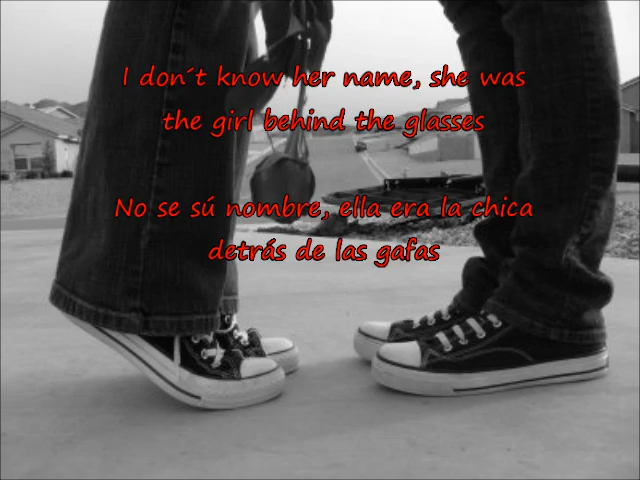 I don´t know her name, she was
the girl behind the glasses
No se sú nombre, ella era la chica
detrás de las gafas